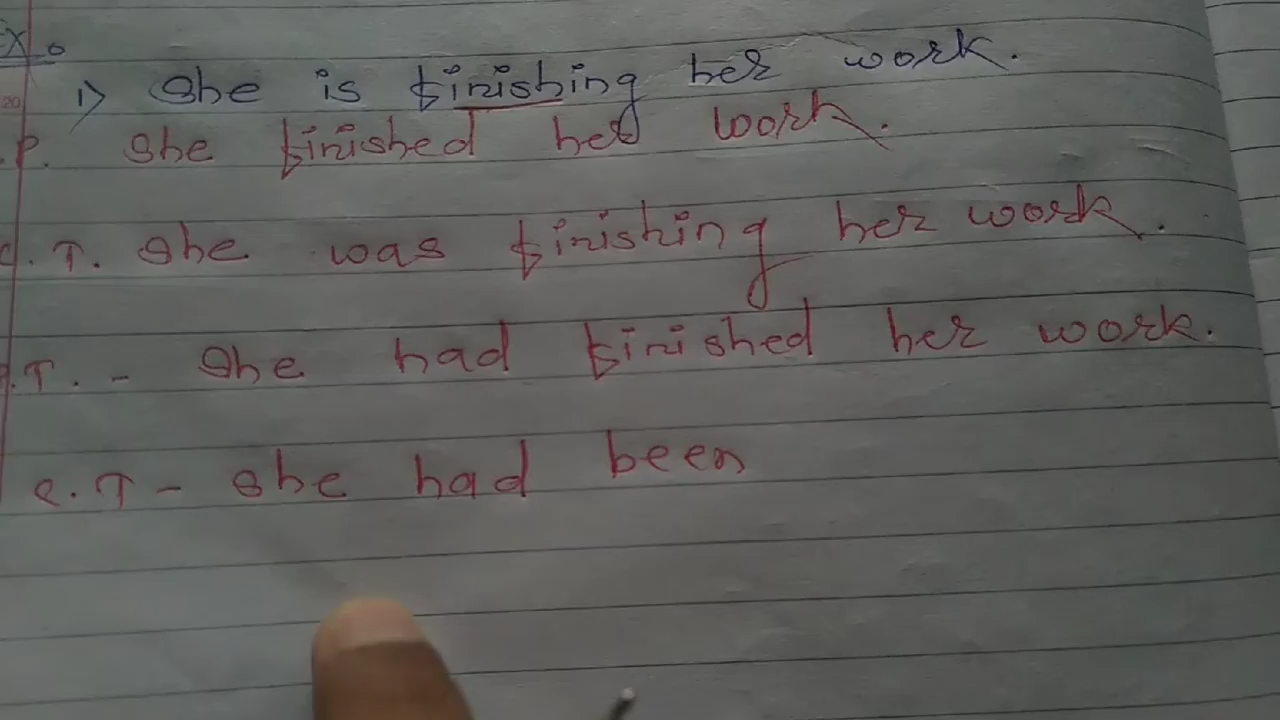 Ex.
1) She is finishing her work.
.P. She finished her work.
C.T. She was finishing her work.
P.T. - She had finished her work.
C.T - She had been